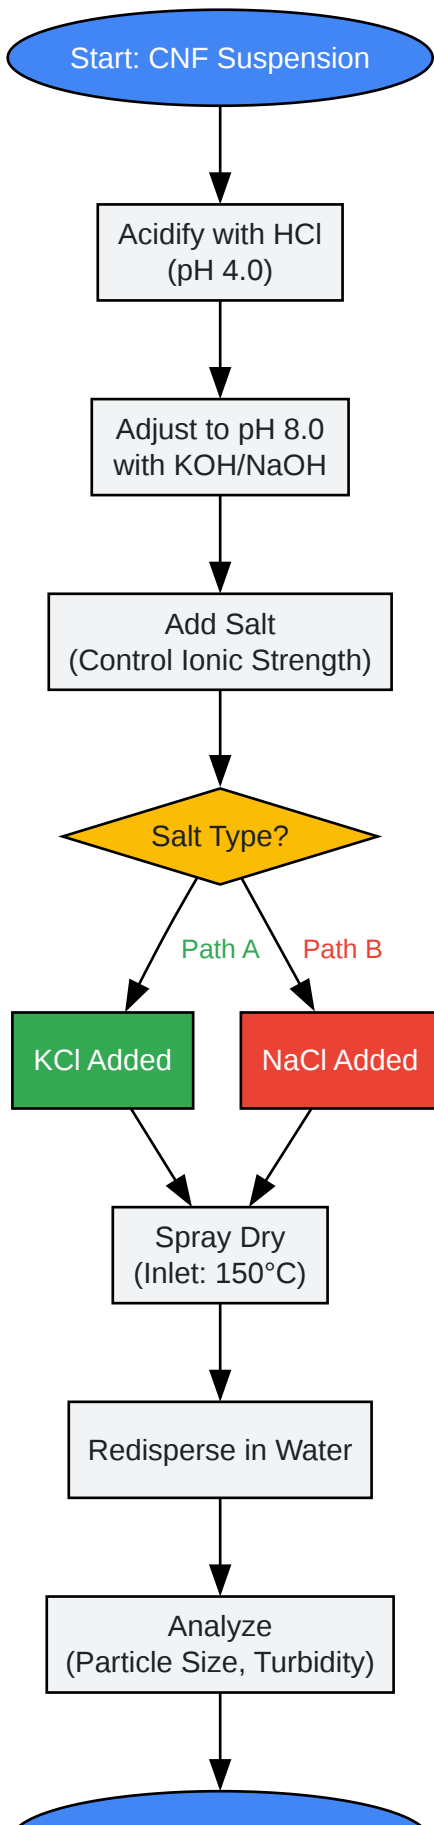 Start: CNF Suspension
Acidify with HCl
(pH 4.0)
Adjust to pH 8.0
with KOH/NaOH
Add Salt
(Control Ionic Strength)
Salt Type?
Path A
Path B
KCl Added
NaCl Added
Spray Dry
(Inlet: 150°C)
Redisperse in Water
Analyze
(Particle Size, Turbidity)